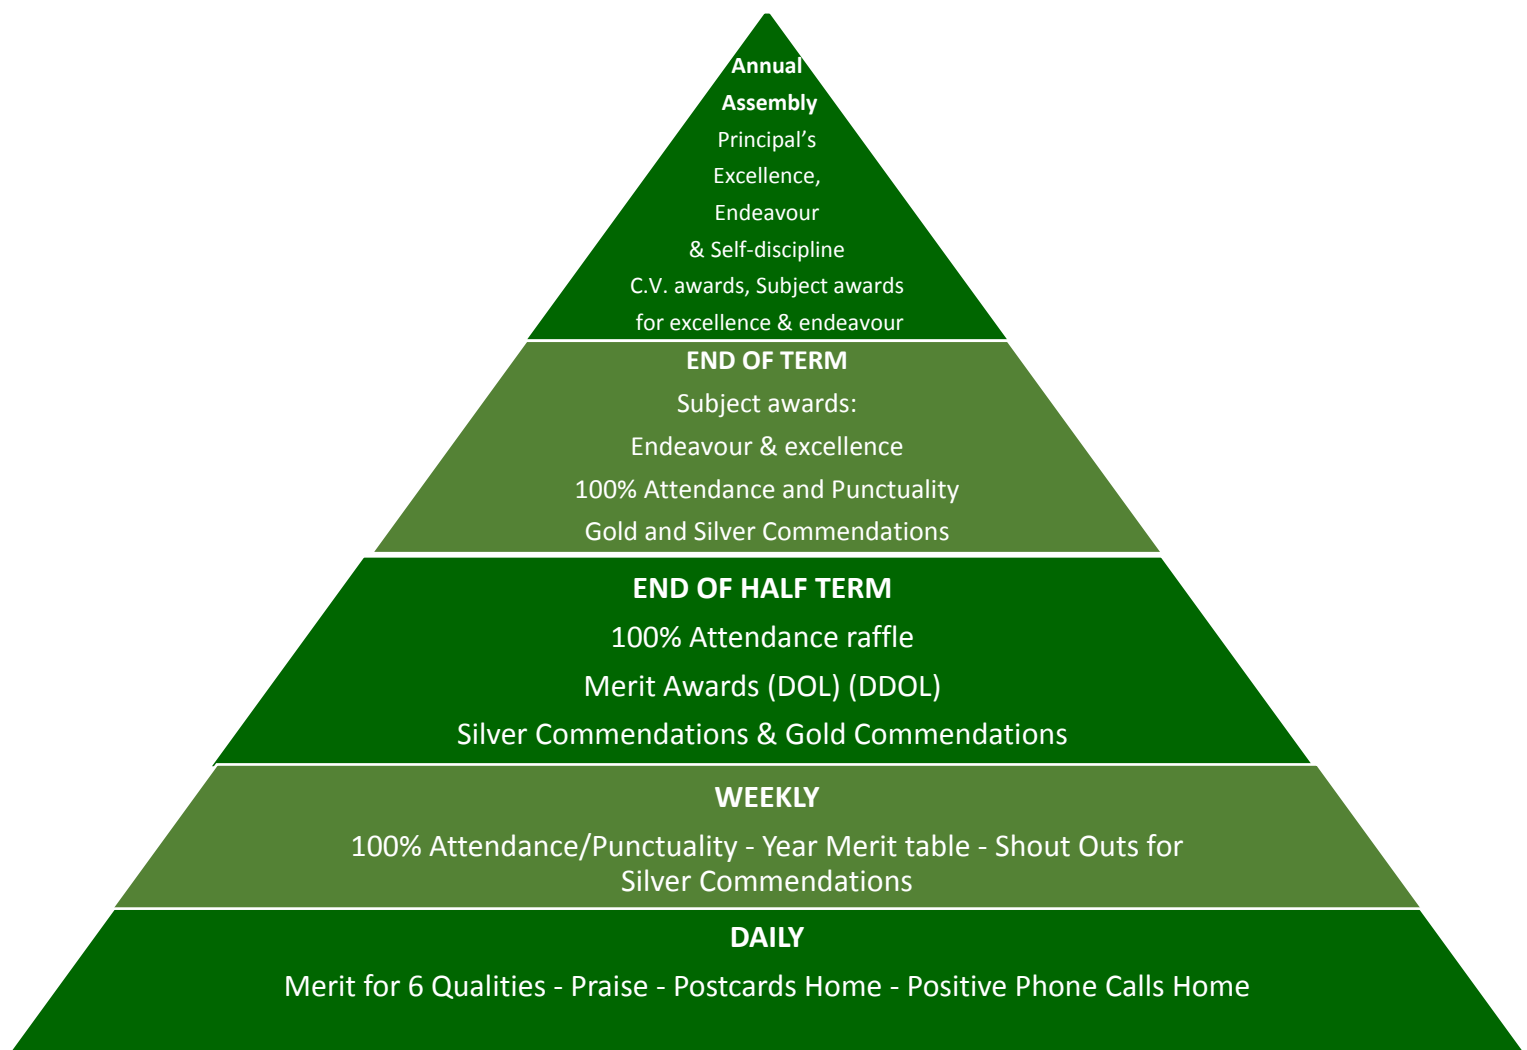 Annual
Assembly
Principal’s
Excellence,
Endeavour
& Self-discipline
C.V. awards, Subject awards
for excellence & endeavour
END OF TERM
Subject awards:
Endeavour & excellence
100% Attendance and Punctuality
Gold and Silver Commendations
END OF HALF TERM
100% Attendance raffle
Merit Awards (DOL) (DDOL)
Silver Commendations & Gold Commendations
WEEKLY
100% Attendance/Punctuality - Year Merit table - Shout Outs for
Silver Commendations
DAILY
Merit for 6 Qualities - Praise - Postcards Home - Positive Phone Calls Home